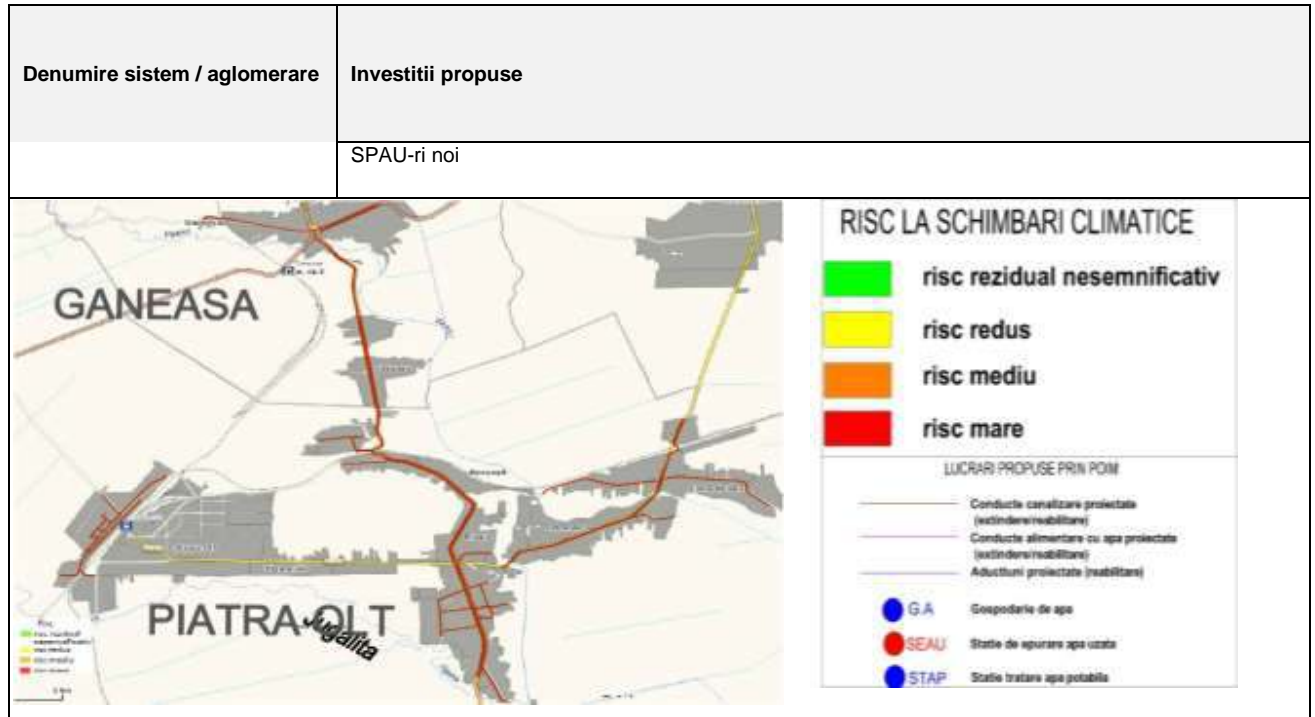 Denumire sistem / aglomerare
Investitii propuse
SPAU-ri noi
GANEASA
PIATRA-OLT
Jugalita
RISC LA SCHIMBARI CLIMATICE
risc rezidual nesemnificativ
risc redus
risc mediu
risc mare
LUCRARI PROPUSE PRIN POIM
Conducte canalizare proiectate
(extindere/reabilitare)
Conducte alimentare cu apa proiectate
(extindere/reabilitare)
Aductiuni proiectate (reabilitare)
G.A Gospodarie de apa
SEAU Statie de epurare apa uzata
STAP Statie tratare apa potabila